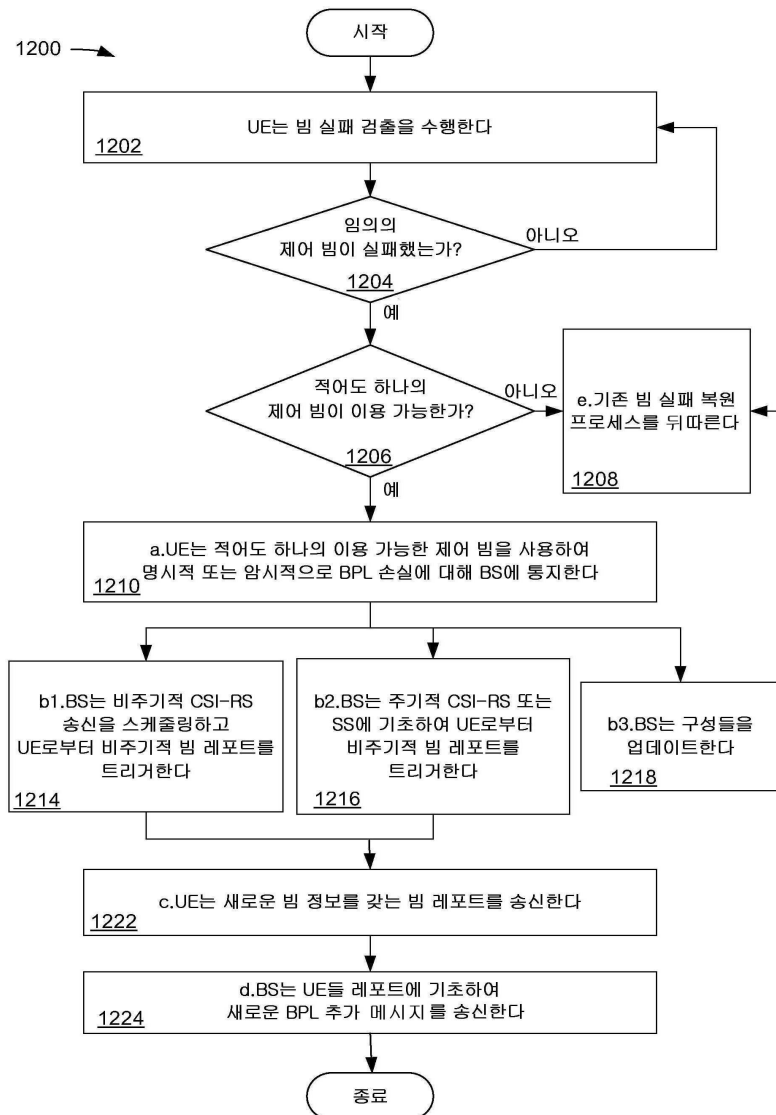 시작
1200
UE는 빔 실패 검출을 수행한다
1202
임의의
제어 빔이 실패했는가?
1204
아니오
예
적어도 하나의
제어 빔이 이용 가능한가?
1206
아니오
예
e.기존 빔 실패 복원
프로세스를 뒤따른다
1208
a.UE는 적어도 하나의 이용 가능한 제어 빔을 사용하여
명시적 또는 암시적으로 BPL 손실에 대해 BS에 통지한다
1210
b1.BS는 비주기적 CSI-RS
송신을 스케줄링하고
UE로부터 비주기적 빔 레포트를
트리거한다
1214
b2.BS는 주기적 CSI-RS 또는
SS에 기초하여 UE로부터
비주기적 빔 레포트를
트리거한다
1216
b3.BS는 구성들을
업데이트한다
1218
c.UE는 새로운 빔 정보를 갖는 빔 레포트를 송신한다
1222
d.BS는 UE들 레포트에 기초하여
새로운 BPL 추가 메시지를 송신한다
1224
종료